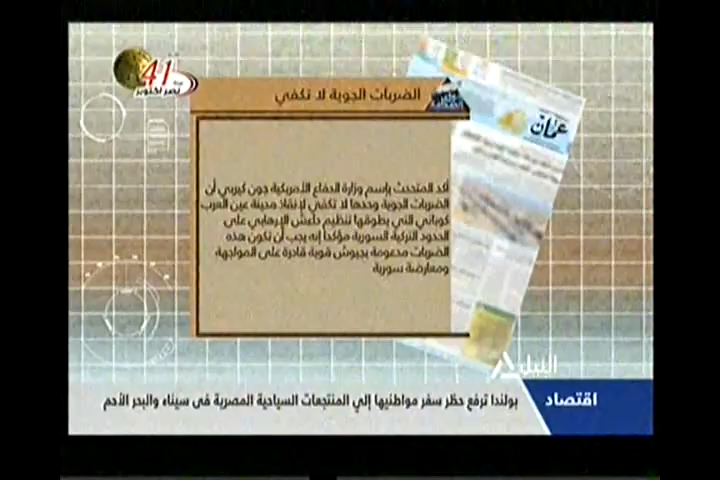 41
نصر أكتوبر
الضربات الجوية لا تكفي
عمان
أكد المتحدث بإسم وزارة الدفاع الأمريكية جون كيربي أن
الضربات الجوية وحدها لا تكفي لإنقاذ مدينة عين العرب
كوباني التي يطوقها تنظيم داعش الإرهابي على
الحدود التركية السورية مؤكدا إنه يجب أن تكون هذه
الضربات مدعومة بجيوش قوية قادرة على المواجهة
ومعارضة سورية
النيل
اقتصاد
بولندا ترفع حظر سفر مواطنيها إلي المنتجعات السياحية المصرية فى سيناء والبحر الأحم